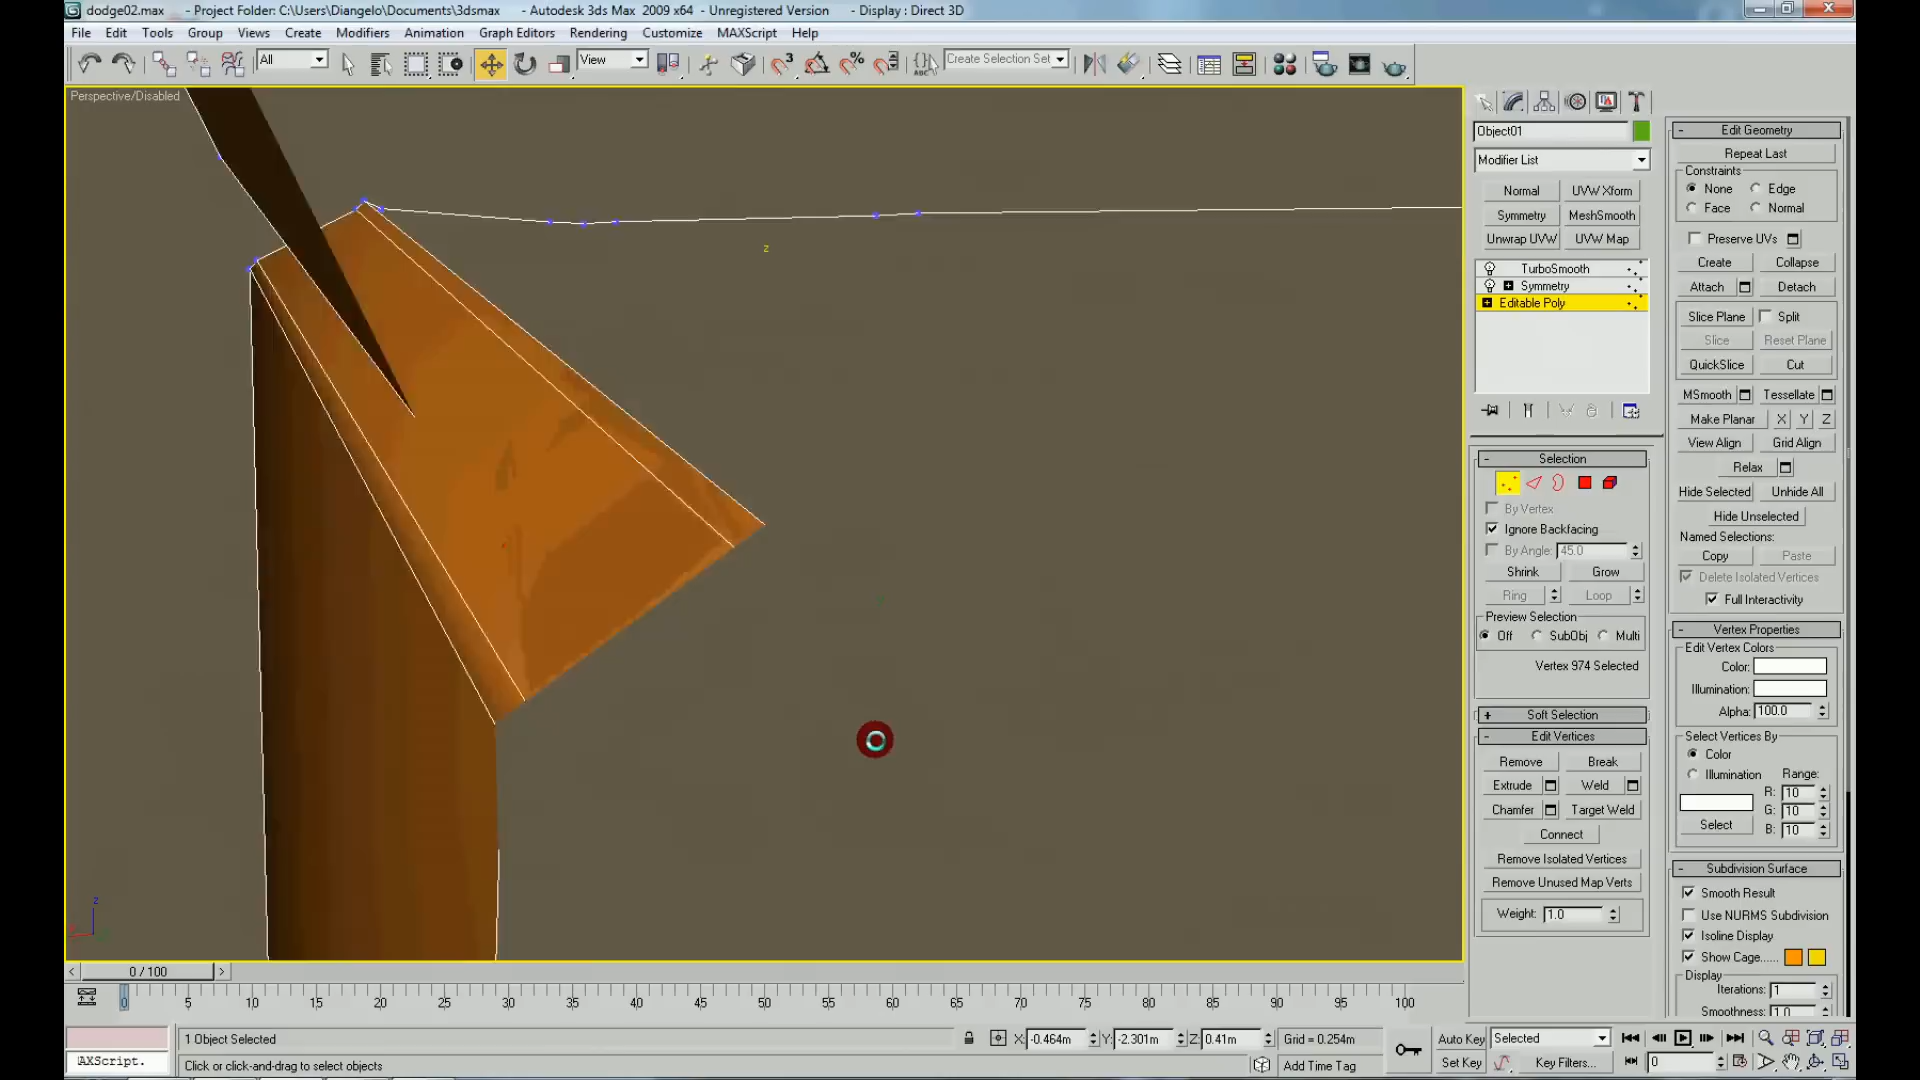 dodge02.max - Project Folder: C:\Users\Diangelo\Documents\3dsmax - Autodesk 3ds Max 2009 x64 - Unregistered Version - Display : Direct 3D
File Edit Tools Group Views Create Modifiers Animation Graph Editors Rendering Customize MAXScript Help
All View 3 Create Selection Set
Perspective/Disabled
Object01
Modifier List
Normal UVW Xform
Symmetry MeshSmooth
Unwrap UVW UVW Map
TurboSmooth
Symmetry
Editable Poly
- Selection
By Vertex
Ignore Backfacing
By Angle: 45.0
Shrink Grow
Ring Loop
Preview Selection
Off SubObj Multi
Vertex 974 Selected
+ Soft Selection
- Edit Vertices
Remove Break
Extrude Weld
Chamfer Target Weld
Connect
Remove Isolated Vertices
Remove Unused Map Verts
Weight: 1.0
- Edit Geometry
Repeat Last
Constraints
None Edge
Face Normal
Preserve UVs
Create Collapse
Attach Detach
Slice Plane Split
Slice Reset Plane
QuickSlice Cut
MSmooth Tessellate
Make Planar X Y Z
View Align Grid Align
Relax
Hide Selected Unhide All
Hide Unselected
Named Selections:
Copy Paste
Delete Isolated Vertices
Full Interactivity
- Vertex Properties
Edit Vertex Colors
Color:
Illumination:
Alpha: 100.0
Select Vertices By
Color
Illumination Range:
R: 10
G: 10
Select B: 10
- Subdivision Surface
Smooth Result
Use NURMS Subdivision
Isoline Display
Show Cage......
Display
Iterations: 1
Smoothness: 1.0
z
z
< 0 / 100 >
0 5 10 15 20 25 30 35 40 45 50 55 60 65 70 75 80 85 90 95 100
1 Object Selected X: -0.464m Y: -2.301m Z: 0.41m Grid = 0.254m Auto Key Selected
AXScript. Click or click-and-drag to select objects Add Time Tag Set Key Key Filters... 0